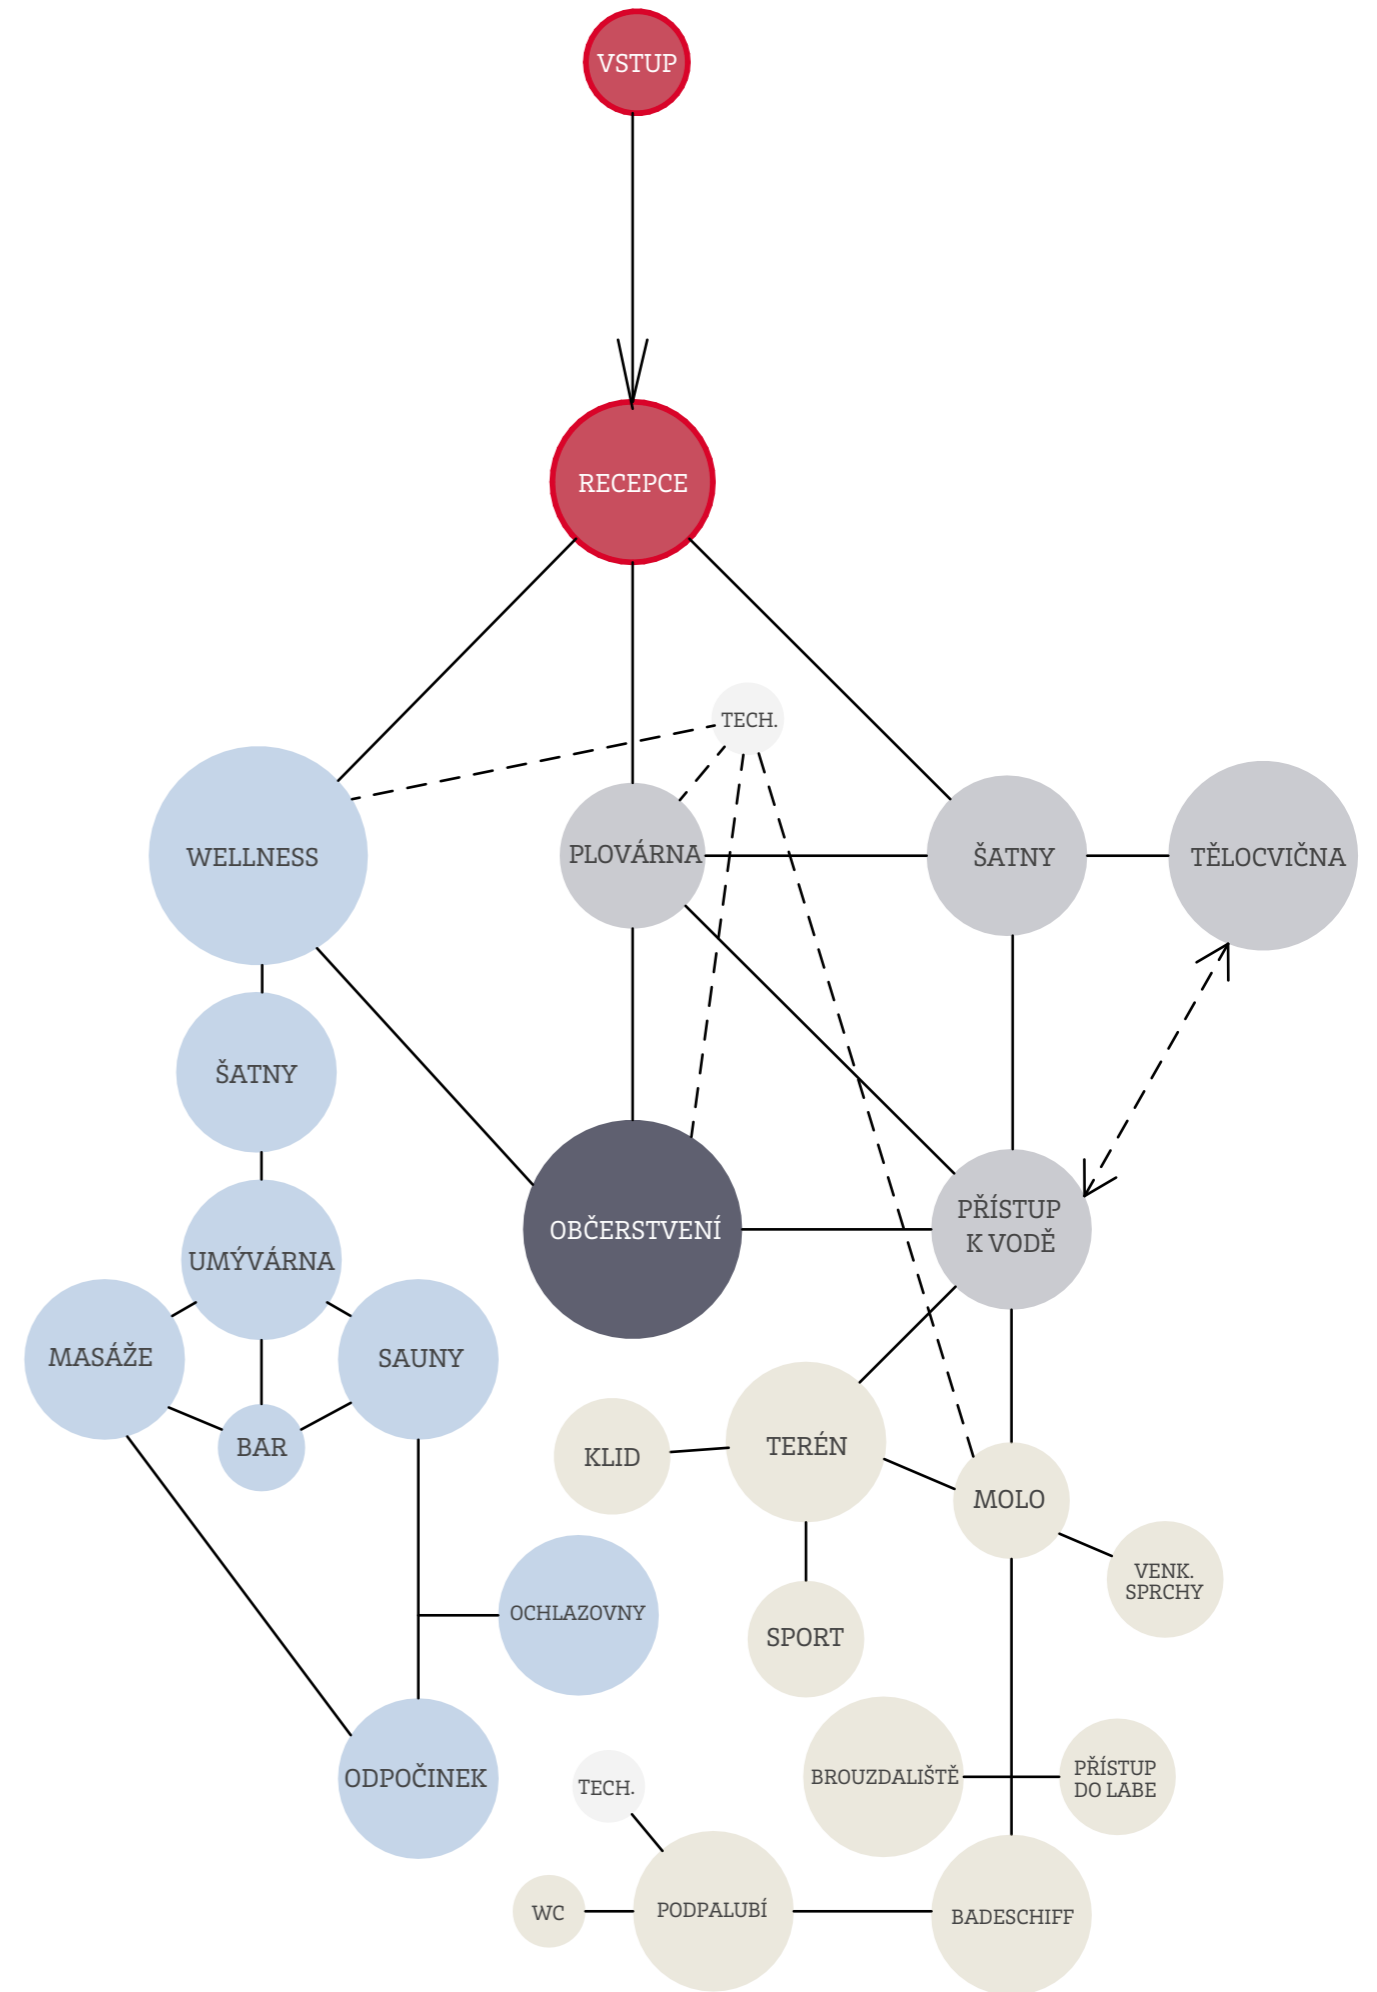 VSTUP
RECEPCE
TECH.
WELLNESS
PLOVÁRNA
ŠATNY
TĚLOCVIČNA
ŠATNY
OBČERSTVENÍ
PŘÍSTUP
K VODĚ
UMÝVÁRNA
MASÁŽE
SAUNY
BAR
KLID
TERÉN
MOLO
VENK.
SPRCHY
OCHLAZOVNY
SPORT
ODPOČINEK
TECH.
BROUZDALIŠTĚ
PŘÍSTUP
DO LABE
WC
PODPALUBÍ
BADESCHIFF